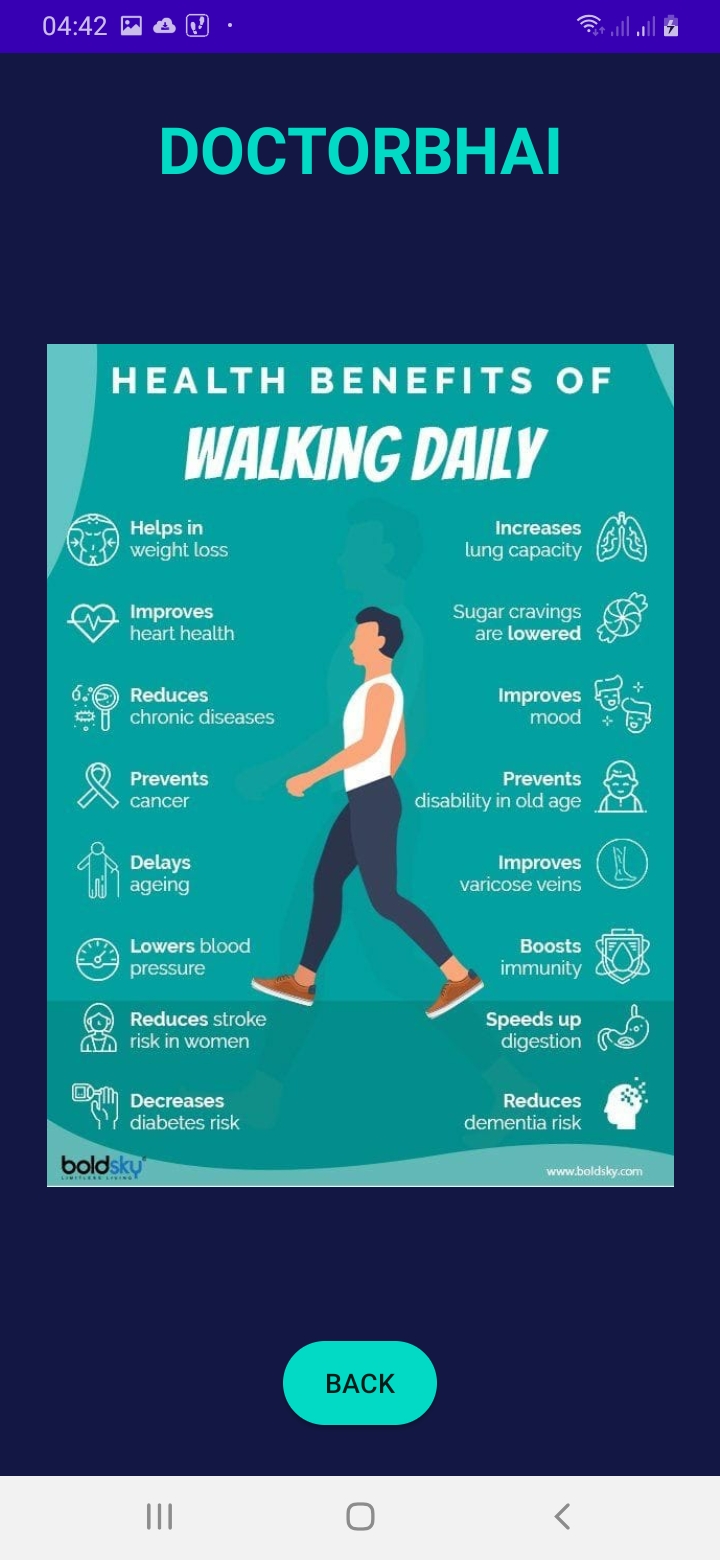 04:42
DOCTORBHAI
HEALTH BENEFITS OF
WALKING DAILY
Helps in
weight loss
Increases
lung capacity
Improves
heart health
Sugar cravings
are lowered
Reduces
chronic diseases
Improves
mood
Prevents
cancer
Prevents
disability in old age
Delays
ageing
Improves
varicose veins
Lowers blood
pressure
Boosts
immunity
Reduces stroke
risk in women
Speeds up
digestion
Decreases
diabetes risk
Reduces
dementia risk
boldsky
LIMITLESS LIVING
www.boldsky.com
BACK